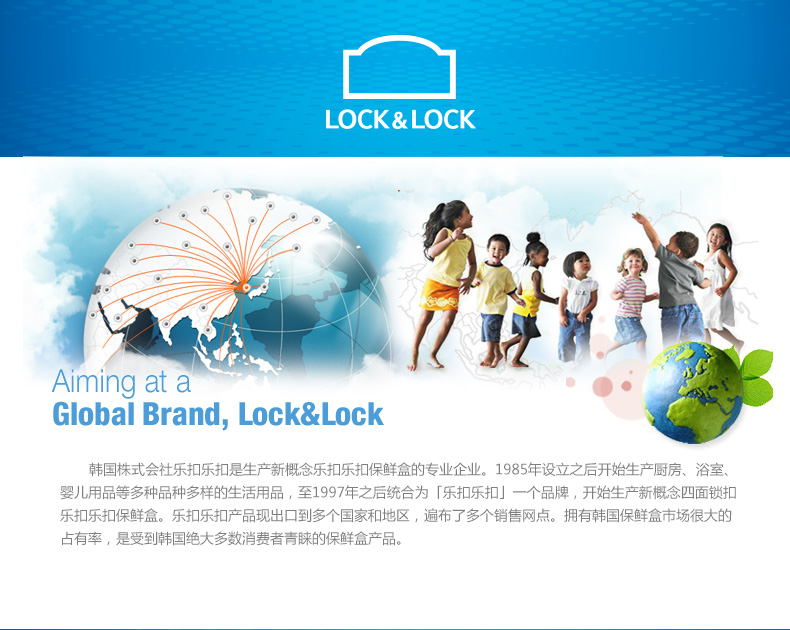 LOCK&LOCK
Aiming at a
Global Brand, Lock&Lock
韩国株式会社乐扣乐扣是生产新概念乐扣乐扣保鲜盒的专业企业。1985年设立之后开始生产厨房、浴室、
婴儿用品等多种品种多样的生活用品，至1997年之后统合为「乐扣乐扣」一个品牌，开始生产新概念四面锁扣
乐扣乐扣保鲜盒。乐扣乐扣产品现出口到多个国家和地区，遍布了多个销售网点。拥有韩国保鲜盒市场很大的
占有率，是受到韩国绝大多数消费者青睐的保鲜盒产品。